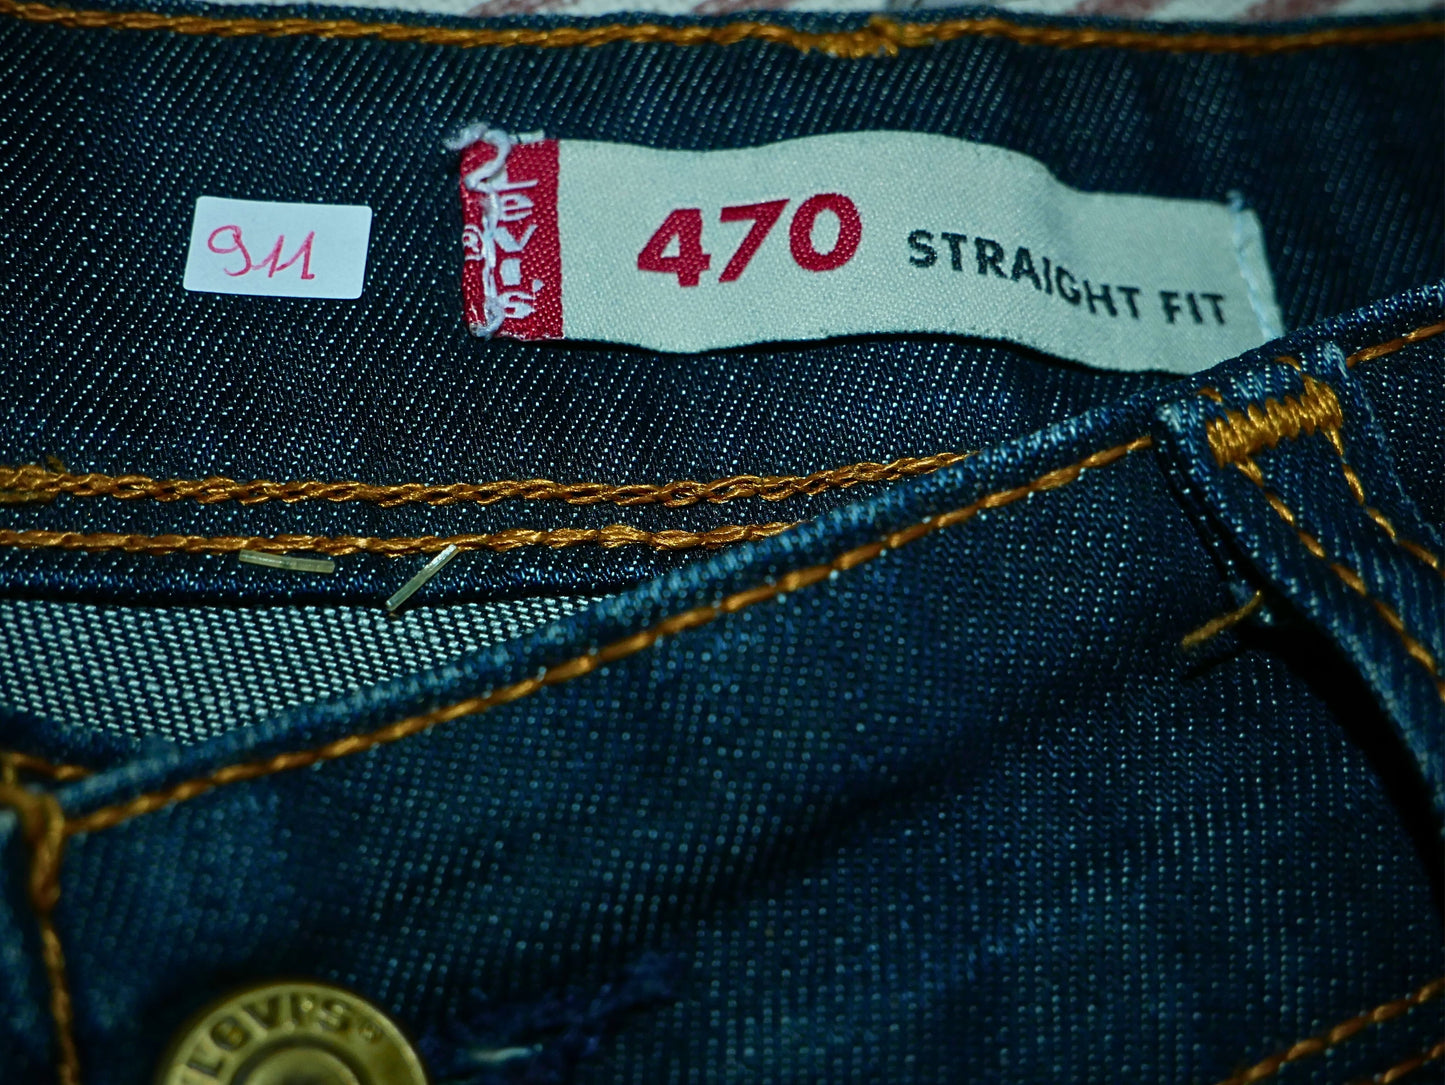 911
Levi's®
470 STRAIGHT FIT
LEVI'S®